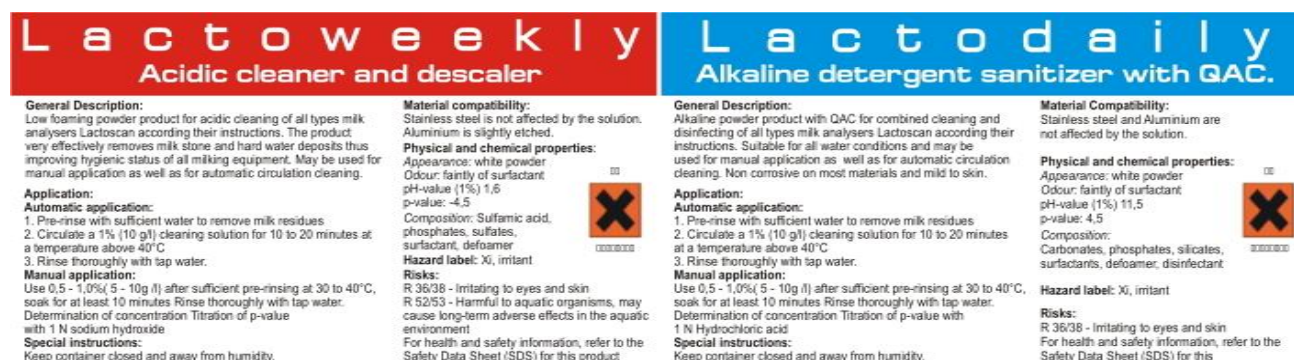 Lactoweekly
Acidic cleaner and descaler
General Description:
Low foaming powder product for acidic cleaning of all types milk
analysers Lactoscan according their instructions. The product
very effectively removes milk stone and hard water deposits thus
improving hygienic status of all milking equipment. May be used for
manual application as well as for automatic circulation cleaning.
Application:
Automatic application:
1. Pre-rinse with sufficient water to remove milk residues
2. Circulate a 1% (10 g/l) cleaning solution for 10 to 20 minutes at
a temperature above 40°C
3. Rinse thoroughly with tap water.
Manual application:
Use 0,5 - 1,0%( 5 - 10g /l) after sufficient pre-rinsing at 30 to 40°C,
soak for at least 10 minutes Rinse thoroughly with tap water.
Determination of concentration Titration of p-value
with 1 N sodium hydroxide
Special instructions:
Keep container closed and away from humidity.
Material compatibility:
Stainless steel is not affected by the solution.
Aluminium is slightly etched.
Physical and chemical properties:
Appearance: white powder
Odour: faintly of surfactant
pH-value (1%) 1,6
p-value: -4,5
Composition: Sulfamic acid,
phosphates, sulfates,
surfactant, defoamer
Hazard label: Xi, irritant
Risks:
R 36/38 - Irritating to eyes and skin
R 52/53 - Harmful to aquatic organisms, may
cause long-term adverse effects in the aquatic
environment
For health and safety information, refer to the
Safety Data Sheet (SDS) for this product
Lactodaily
Alkaline detergent sanitizer with QAC.
General Description:
Alkaline powder product with QAC for combined cleaning and
disinfecting of all types milk analysers Lactoscan according their
instructions. Suitable for all water conditions and may be
used for manual application as well as for automatic circulation
cleaning. Non corrosive on most materials and mild to skin.
Application:
Automatic application:
1. Pre-rinse with sufficient water to remove milk residues
2. Circulate a 1% (10 g/l) cleaning solution for 10 to 20 minutes
at a temperature above 40°C
3. Rinse thoroughly with tap water.
Manual application:
Use 0,5 - 1,0%( 5 - 10g /l) after sufficient pre-rinsing at 30 to 40°C,
soak for at least 10 minutes Rinse thoroughly with tap water.
Determination of concentration Titration of p-value with
1 N Hydrochloric acid
Special instructions:
Keep container closed and away from humidity.
Material Compatibility:
Stainless steel and Aluminium are
not affected by the solution.
Physical and chemical properties:
Appearance: white powder
Odour: faintly of surfactant
pH-value (1%) 11,5
p-value: 4,5
Composition:
Carbonates, phosphates, silicates,
surfactants, defoamer, disinfectant
Hazard label: Xi, irritant
Risks:
R 36/38 - Irritating to eyes and skin
For health and safety information, refer to the
Safety Data Sheet (SDS) for this